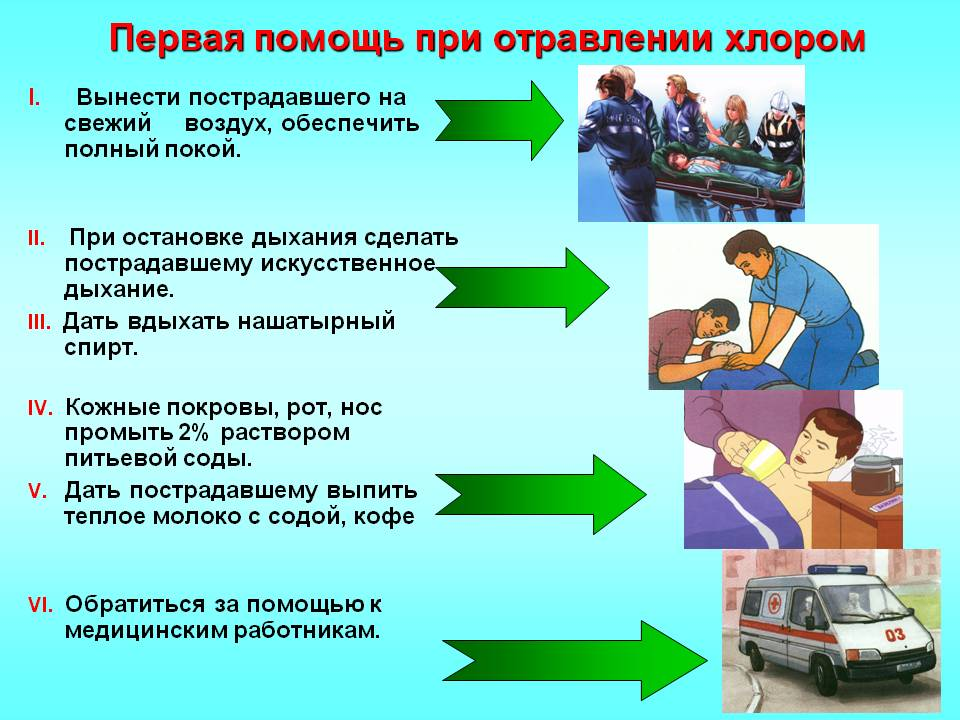 Первая помощь при отравлении хлором
I. Вынести пострадавшего на
свежий воздух, обеспечить
полный покой.
II. При остановке дыхания сделать
пострадавшему искусственное
дыхание.
III. Дать вдыхать нашатырный
спирт.
IV. Кожные покровы, рот, нос
промыть 2% раствором
питьевой соды.
V. Дать пострадавшему выпить
теплое молоко с содой, кофе
VI. Обратиться за помощью к
медицинским работникам.
03